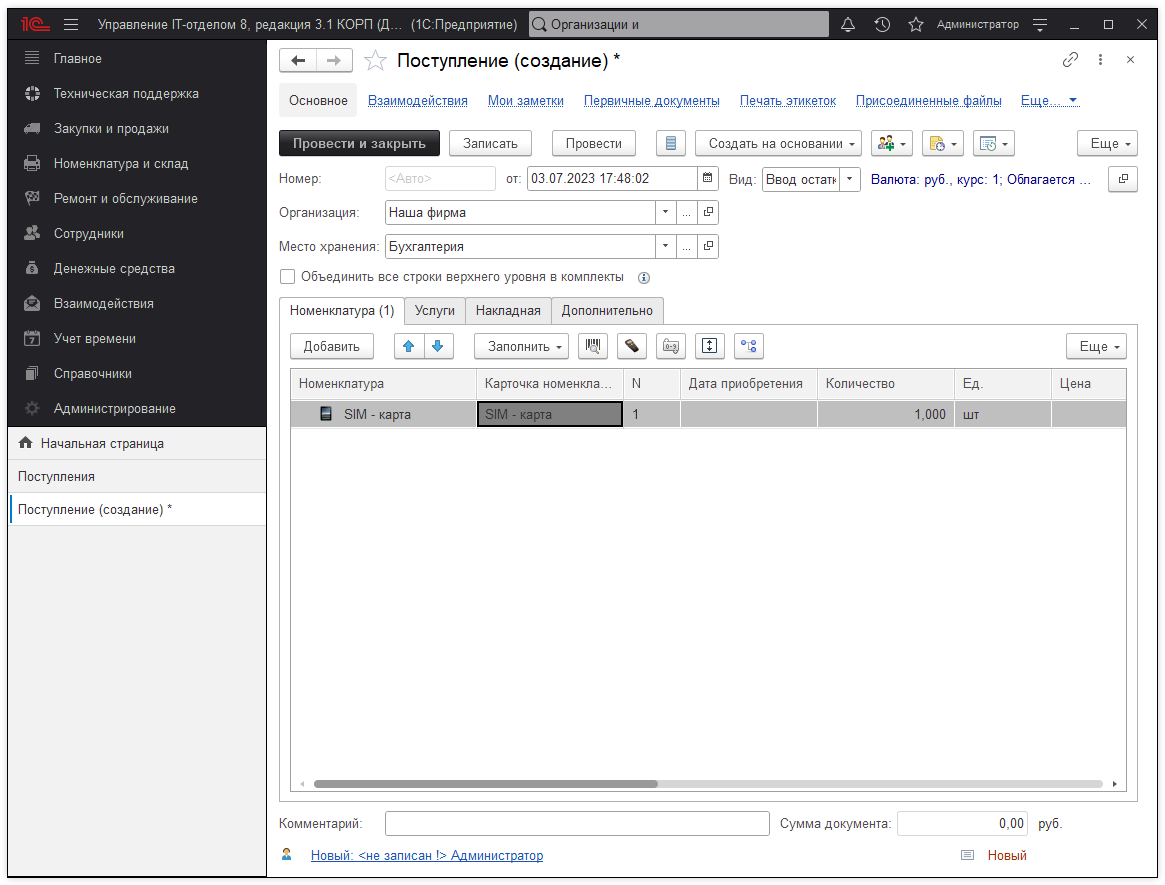 1С Управление IT-отделом 8, редакция 3.1 КОРП (Д... (1С:Предприятие) Организации и Администратор
Главное
Техническая поддержка
Закупки и продажи
Номенклатура и склад
Ремонт и обслуживание
Сотрудники
Денежные средства
Взаимодействия
Учет времени
Справочники
Администрирование
Начальная страница
Поступления
Поступление (создание) *
Поступление (создание) *
Основное Взаимодействия Мои заметки Первичные документы Печать этикеток Присоединенные файлы Еще...
Провести и закрыть Записать Провести Создать на основании Еще
Номер: <Авто> от: 03.07.2023 17:48:02 Вид: Ввод остатк Валюта: руб., курс: 1; Облагается ...
Организация: Наша фирма ...
Место хранения: Бухгалтерия ...
Объединить все строки верхнего уровня в комплекты
Номенклатура (1) Услуги Накладная Дополнительно
Добавить Заполнить Еще
Номенклатура Карточка номенкла... N Дата приобретения Количество Ед. Цена
SIM - карта SIM - карта 1 1,000 шт
Комментарий: Сумма документа: 0,00 руб.
Новый: <не записан !> Администратор Новый